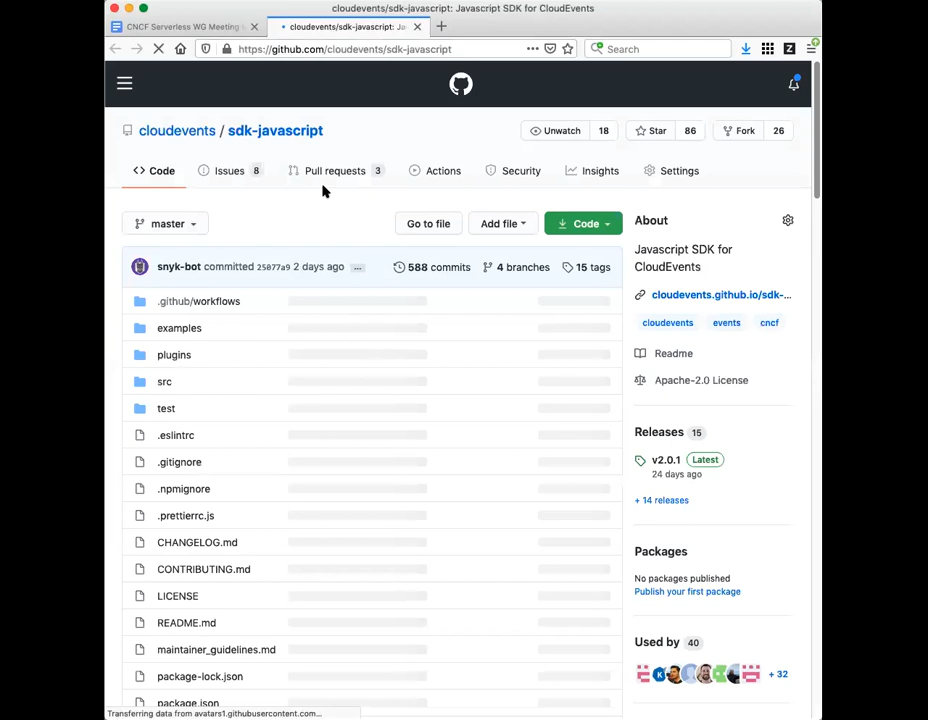 cloudevents/sdk-javascript: Javascript SDK for CloudEvents
CNCF Serverless WG Meeting
cloudevents/sdk-javascript: Ja
https://github.com/cloudevents/sdk-javascript
Search
cloudevents / sdk-javascript
Unwatch 18
Star 86
Fork 26
Code
Issues 8
Pull requests 3
Actions
Security
Insights
Settings
master
Go to file
Add file
Code
snyk-bot committed 25077a9 2 days ago
588 commits
4 branches
15 tags
.github/workflows
examples
plugins
src
test
.eslintrc
.gitignore
.npmignore
.prettierrc.js
CHANGELOG.md
CONTRIBUTING.md
LICENSE
README.md
maintainer_guidelines.md
package-lock.json
package.json
About
Javascript SDK for
CloudEvents
cloudevents.github.io/sdk-...
cloudevents events cncf
Readme
Apache-2.0 License
Releases 15
v2.0.1 Latest
24 days ago
+ 14 releases
Packages
No packages published
Publish your first package
Used by 40
+ 32
Transferring data from avatars1.githubusercontent.com...